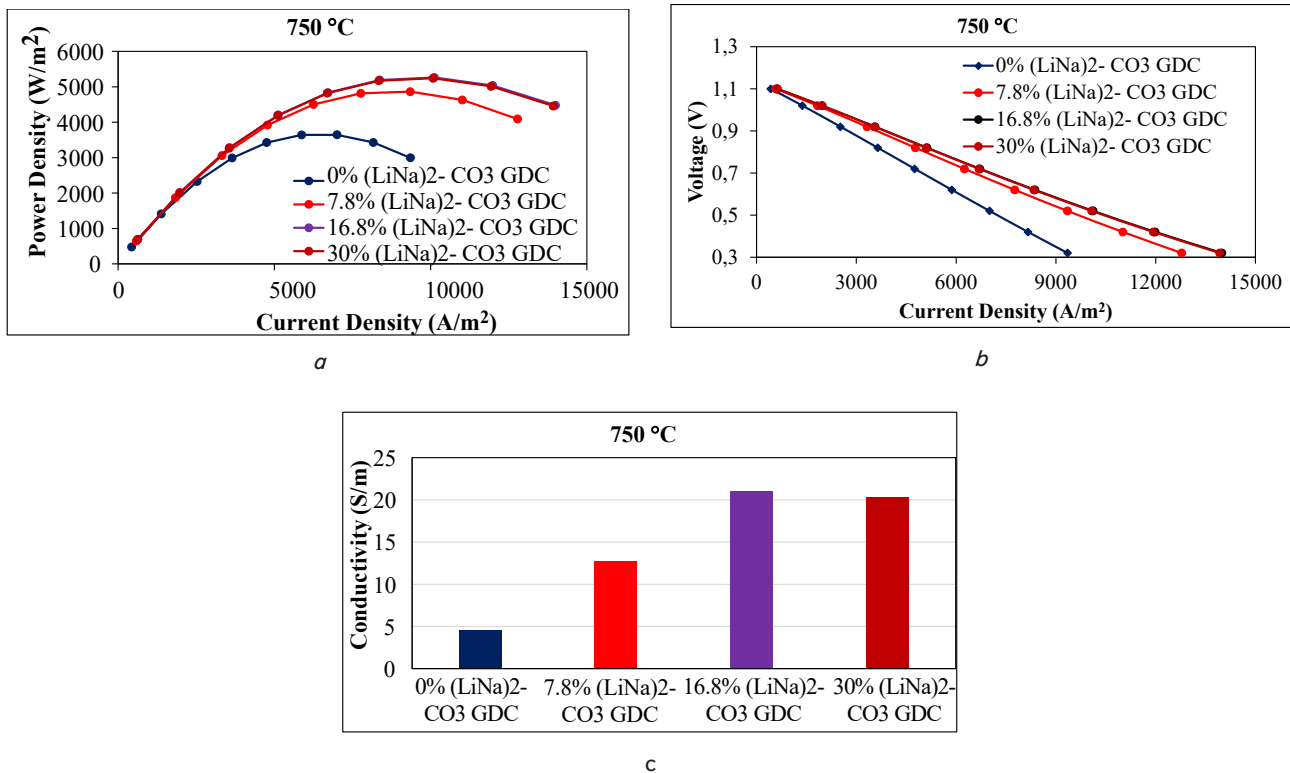 750 °C
Power Density (W/m²)
6000
5000
4000
3000
2000
1000
0
0% (LiNa)2- CO3 GDC
7.8% (LiNa)2- CO3 GDC
16.8% (LiNa)2- CO3 GDC
30% (LiNa)2- CO3 GDC
0 5000 10000 15000
Current Density (A/m²)
a
750 °C
Voltage (V)
1,3
1,1
0,9
0,7
0,5
0,3
0% (LiNa)2- CO3 GDC
7.8% (LiNa)2- CO3 GDC
16.8% (LiNa)2- CO3 GDC
30% (LiNa)2- CO3 GDC
0 3000 6000 9000 12000 15000
Current Density (A/m²)
b
750 °C
Conductivity (S/m)
25
20
15
10
5
0
0% (LiNa)2-
CO3 GDC
7.8% (LiNa)2-
CO3 GDC
16.8% (LiNa)2-
CO3 GDC
30% (LiNa)2-
CO3 GDC
c